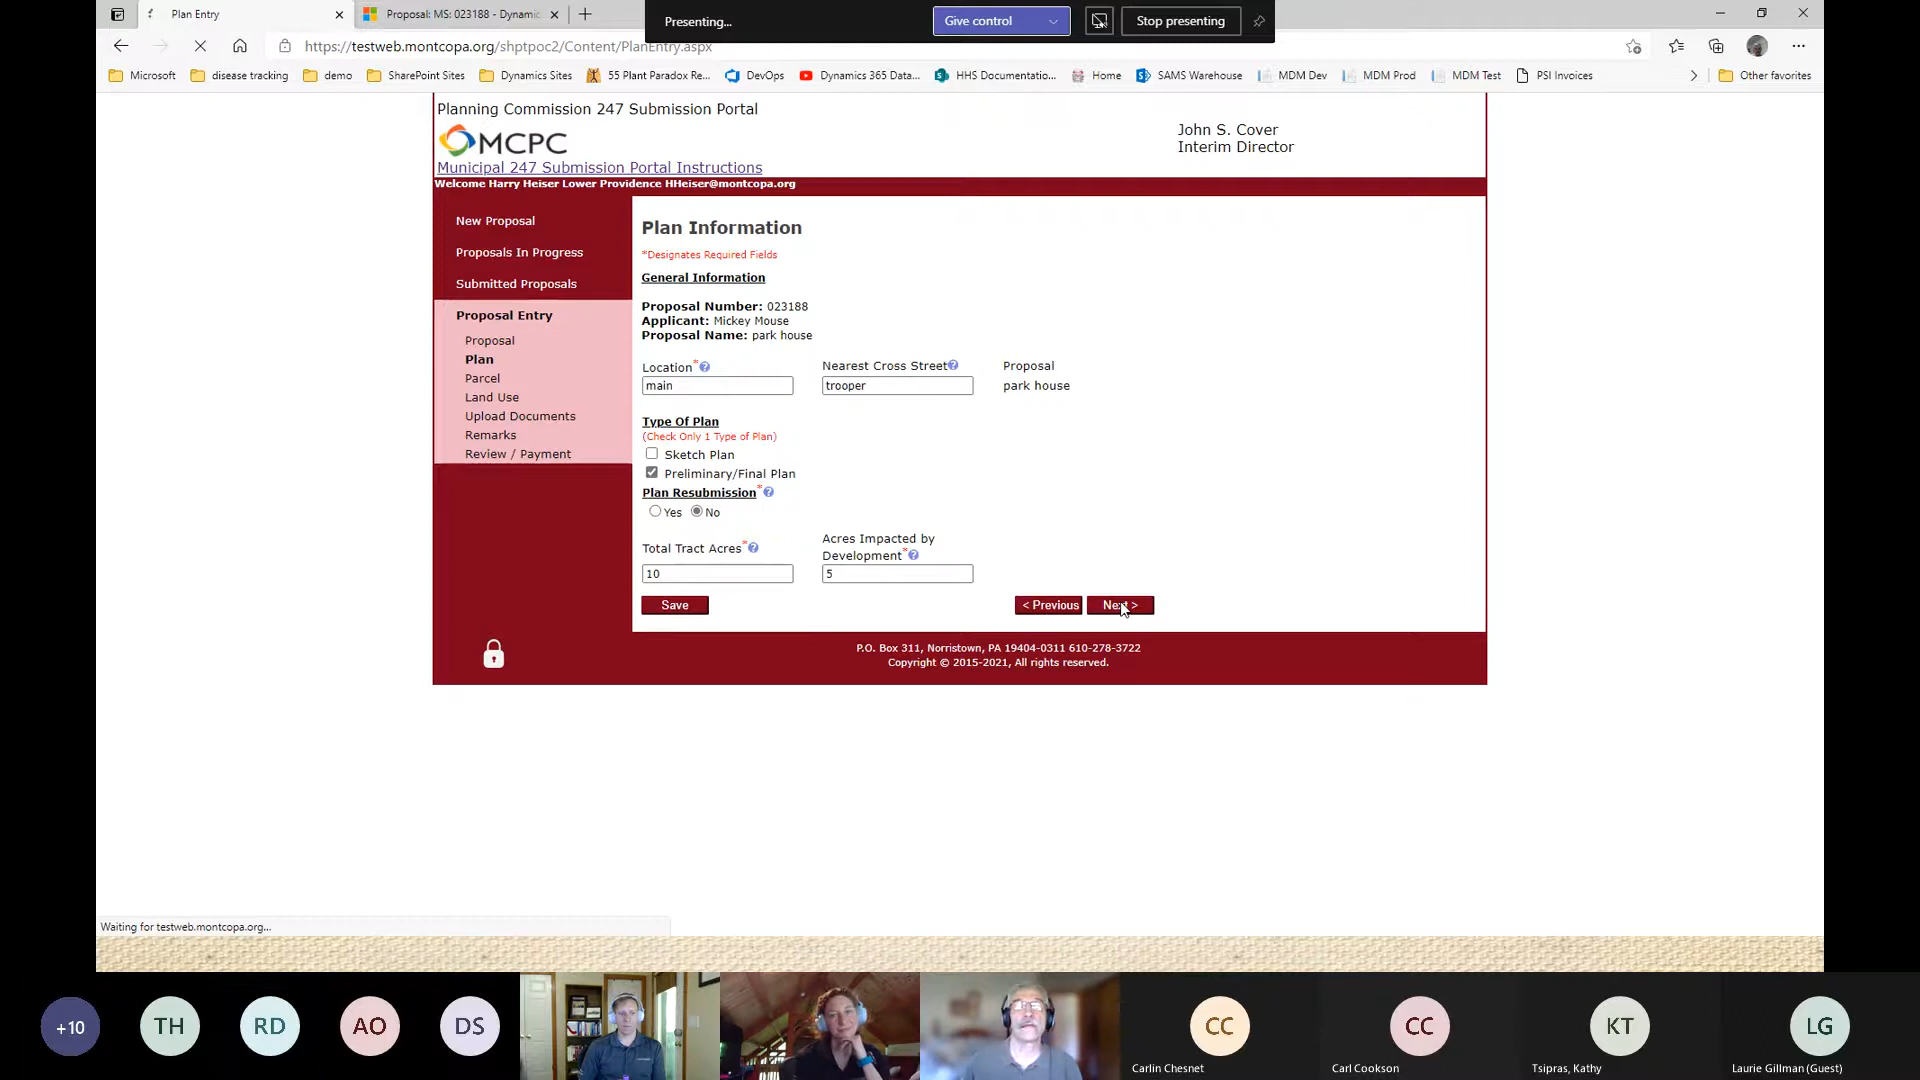 Plan Entry
Proposal: MS: 023188 - Dynamic
Presenting...
Give control
Stop presenting
https://testweb.montcopa.org/shptpoc2/Content/PlanEntry.aspx
Microsoft
disease tracking
demo
SharePoint Sites
Dynamics Sites
55 Plant Paradox Re...
DevOps
Dynamics 365 Data...
HHS Documentatio...
Home
SAMS Warehouse
MDM Dev
MDM Prod
MDM Test
PSI Invoices
Other favorites
Planning Commission 247 Submission Portal
MCPC
John S. Cover
Interim Director
Municipal 247 Submission Portal Instructions
Welcome Harry Heiser Lower Providence HHeiser@montcopa.org
New Proposal
Proposals In Progress
Submitted Proposals
Proposal Entry
Proposal
Plan
Parcel
Land Use
Upload Documents
Remarks
Review / Payment
Plan Information
*Designates Required Fields
General Information
Proposal Number: 023188
Applicant: Mickey Mouse
Proposal Name: park house
Location*
Nearest Cross Street
Proposal
main
trooper
park house
Type Of Plan
(Check Only 1 Type of Plan)
Sketch Plan
Preliminary/Final Plan
Plan Resubmission*
Yes No
Total Tract Acres*
Acres Impacted by
Development*
10
5
Save
< Previous
Next >
P.O. Box 311, Norristown, PA 19404-0311 610-278-3722
Copyright © 2015-2021, All rights reserved.
Waiting for testweb.montcopa.org...
+10
TH
RD
AO
DS
CC
Carlin Chesnet
CC
Carl Cookson
KT
Tsipras, Kathy
LG
Laurie Gillman (Guest)